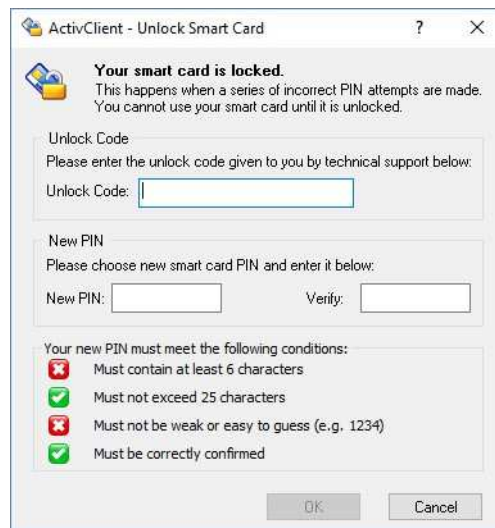 ActivClient - Unlock Smart Card
Your smart card is locked.
This happens when a series of incorrect PIN attempts are made.
You cannot use your smart card until it is unlocked.
Unlock Code
Please enter the unlock code given to you by technical support below:
Unlock Code:
New PIN
Please choose new smart card PIN and enter it below:
New PIN: Verify:
Your new PIN must meet the following conditions:
Must contain at least 6 characters
Must not exceed 25 characters
Must not be weak or easy to guess (e.g. 1234)
Must be correctly confirmed
OK Cancel